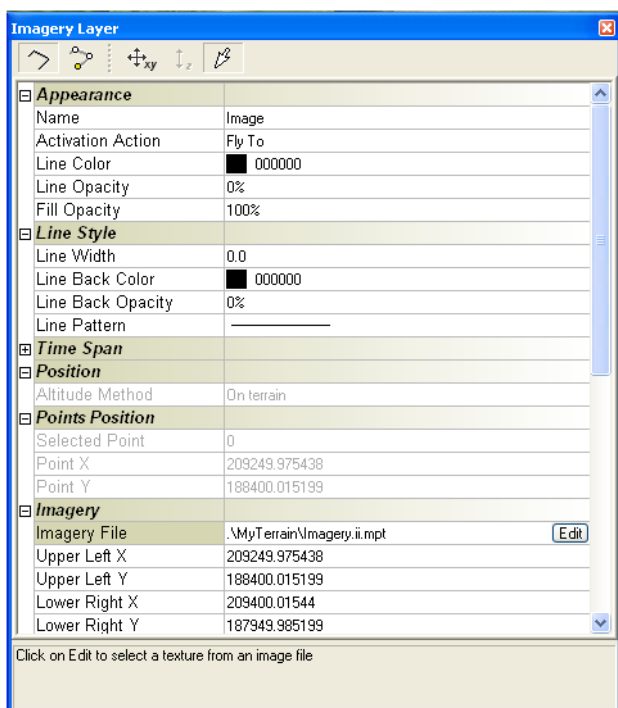 Imagery Layer
xy z
Appearance
Name Image
Activation Action Fly To
Line Color 000000
Line Opacity 0%
Fill Opacity 100%
Line Style
Line Width 0.0
Line Back Color 000000
Line Back Opacity 0%
Line Pattern
Time Span
Position
Altitude Method On terrain
Points Position
Selected Point 0
Point X 209249.975438
Point Y 188400.015199
Imagery
Imagery File .\MyTerrain\Imagery.ii.mpt Edit
Upper Left X 209249.975438
Upper Left Y 188400.015199
Lower Right X 209400.01544
Lower Right Y 187949.985199
Click on Edit to select a texture from an image file